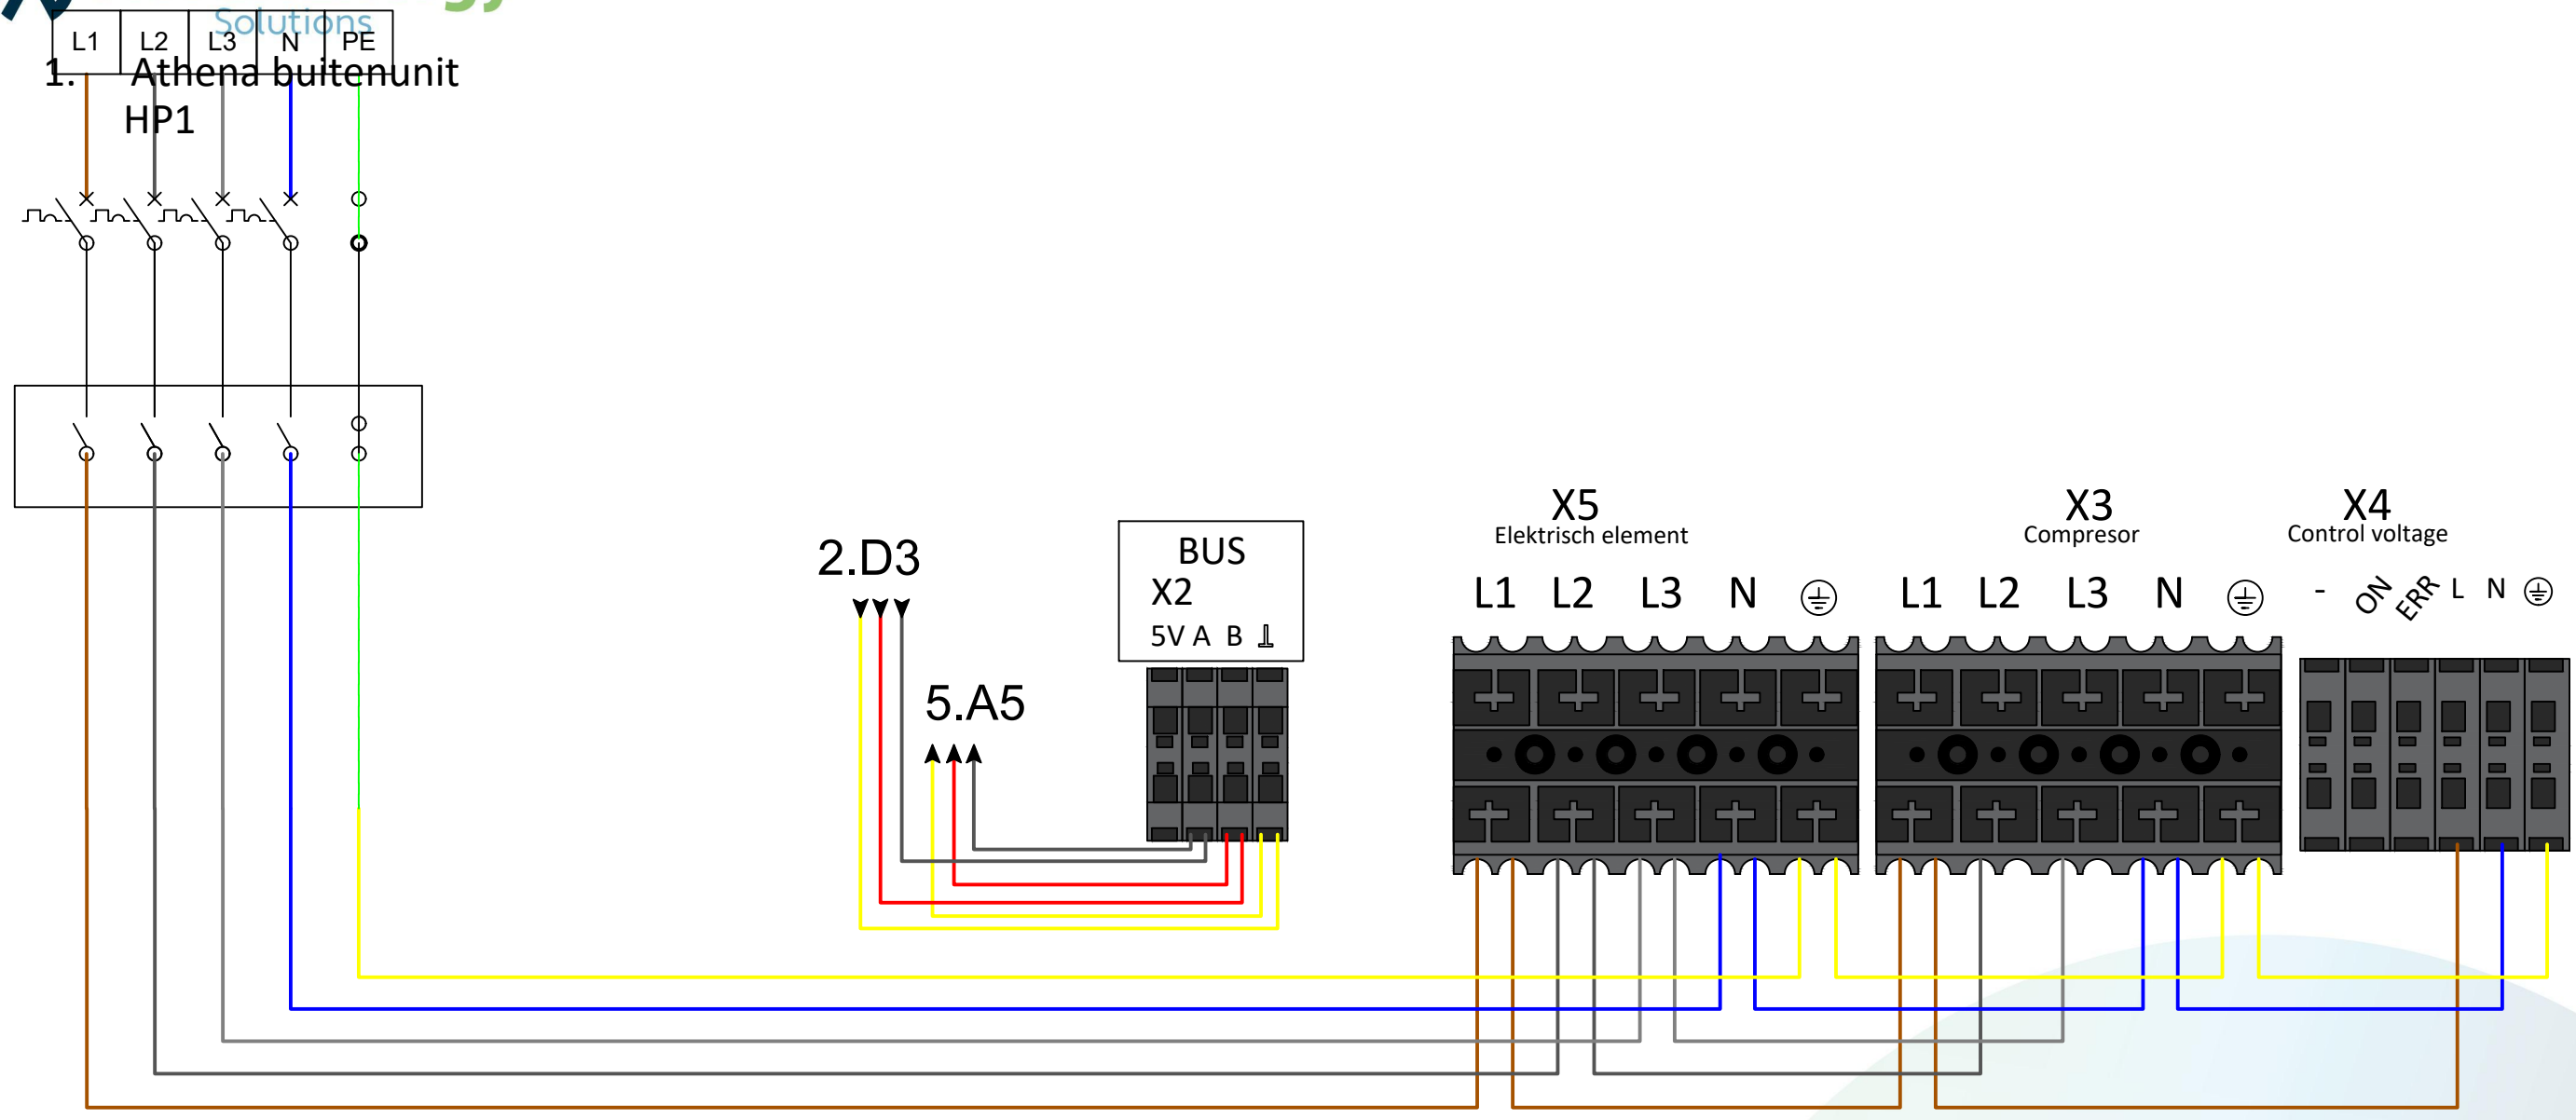 Solutions
L1 L2 L3 N PE
1. Athena buitenunit
HP1
2.D3
5.A5
BUS
X2
5V A B
X5
Elektrisch element
L1 L2 L3 N
X3
Compresor
L1 L2 L3 N
X4
Control voltage
- ON ERR L N